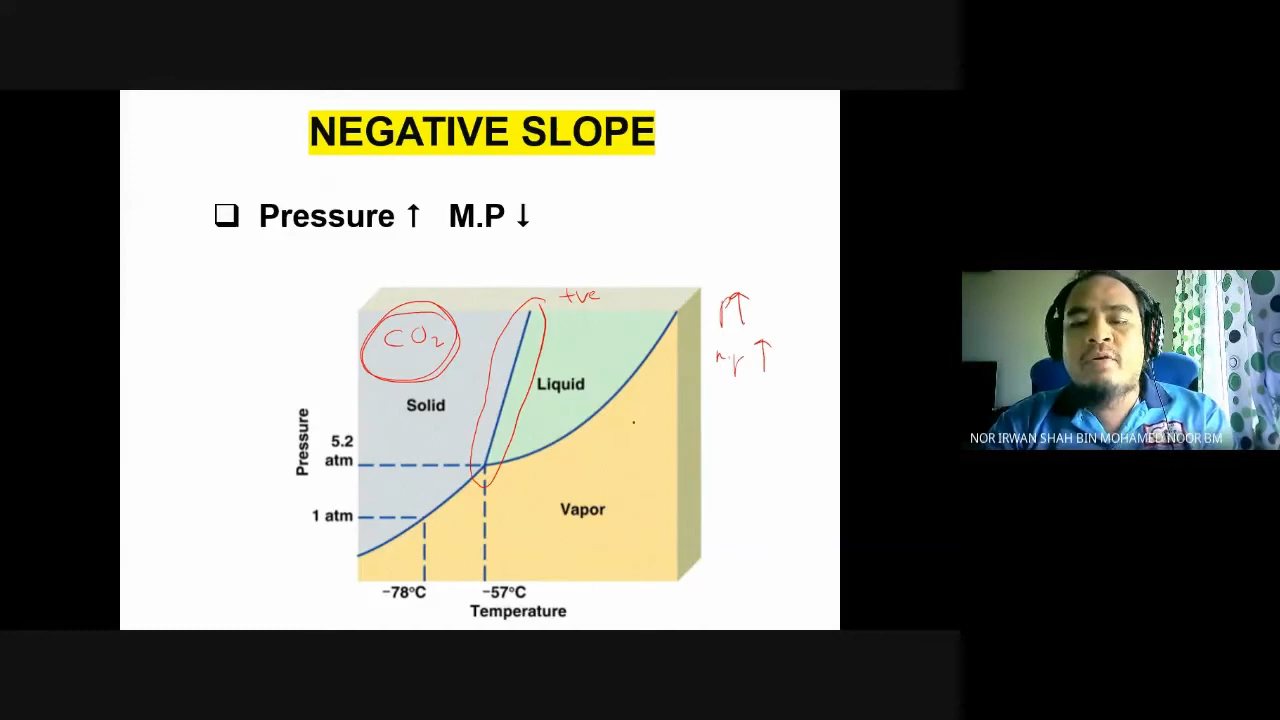 NEGATIVE SLOPE
❑ Pressure ↑ M.P ↓
+ve
CO₂
P↑
m.p ↑
Liquid
Solid
Pressure
5.2
atm
Vapor
1 atm
−78°C
−57°C
Temperature
NOR IRWAN SHAH BIN MOHAMED NOOR BM